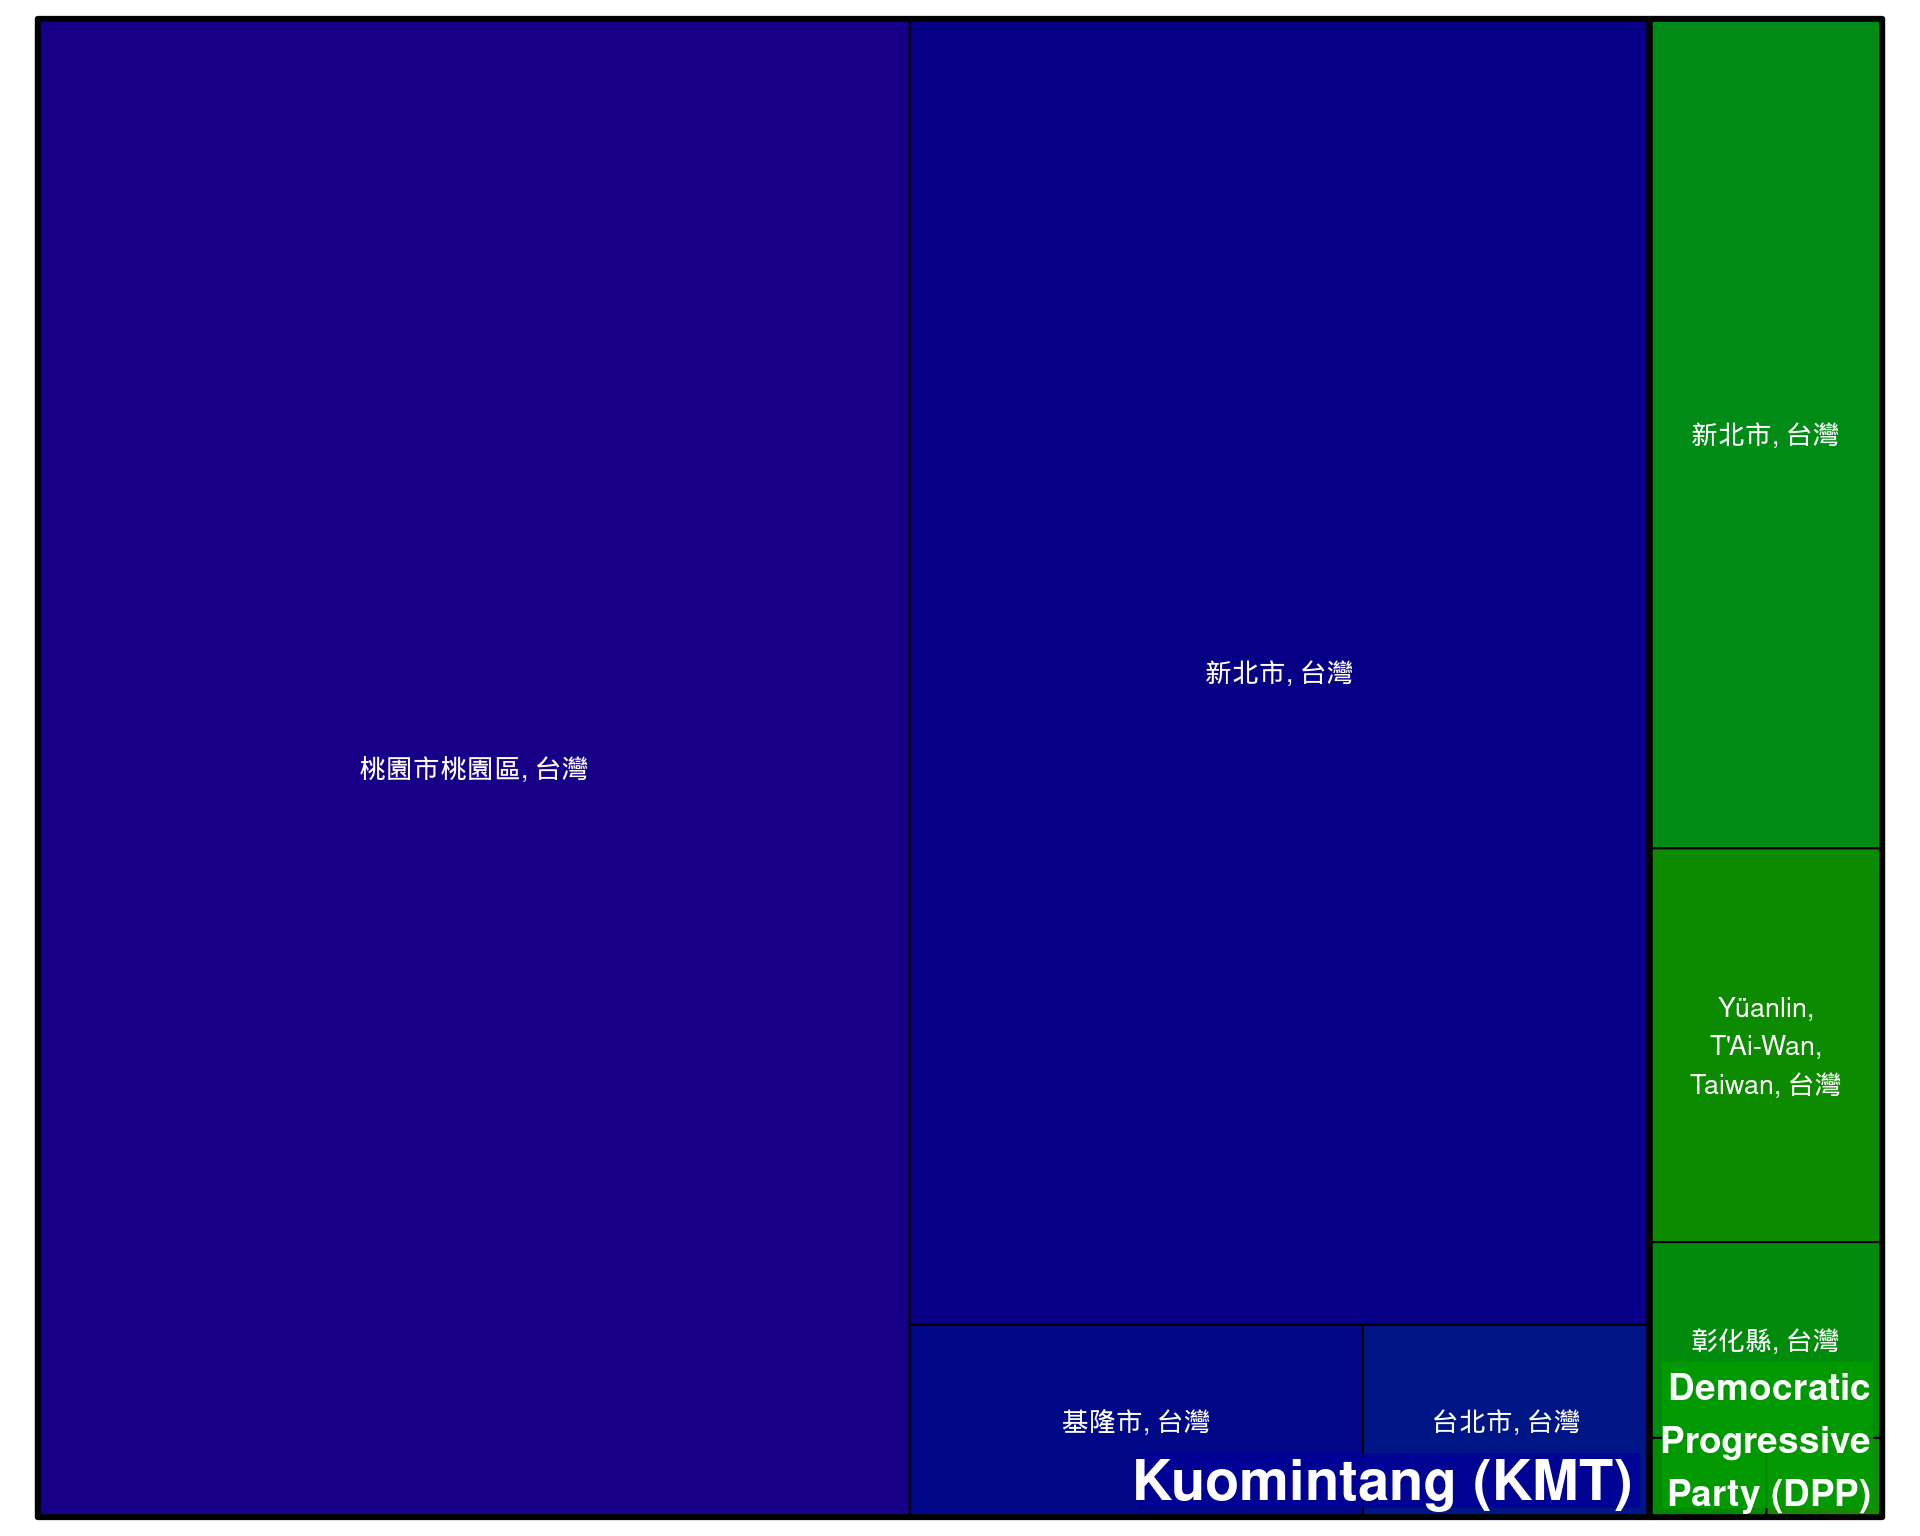 桃園市桃園區, 台灣
新北市, 台灣
基隆市, 台灣
台北市, 台灣
Kuomintang (KMT)
新北市, 台灣
Yüanlin,
T'Ai-Wan,
Taiwan, 台灣
彰化縣, 台灣
Democratic
Progressive
Party (DPP)